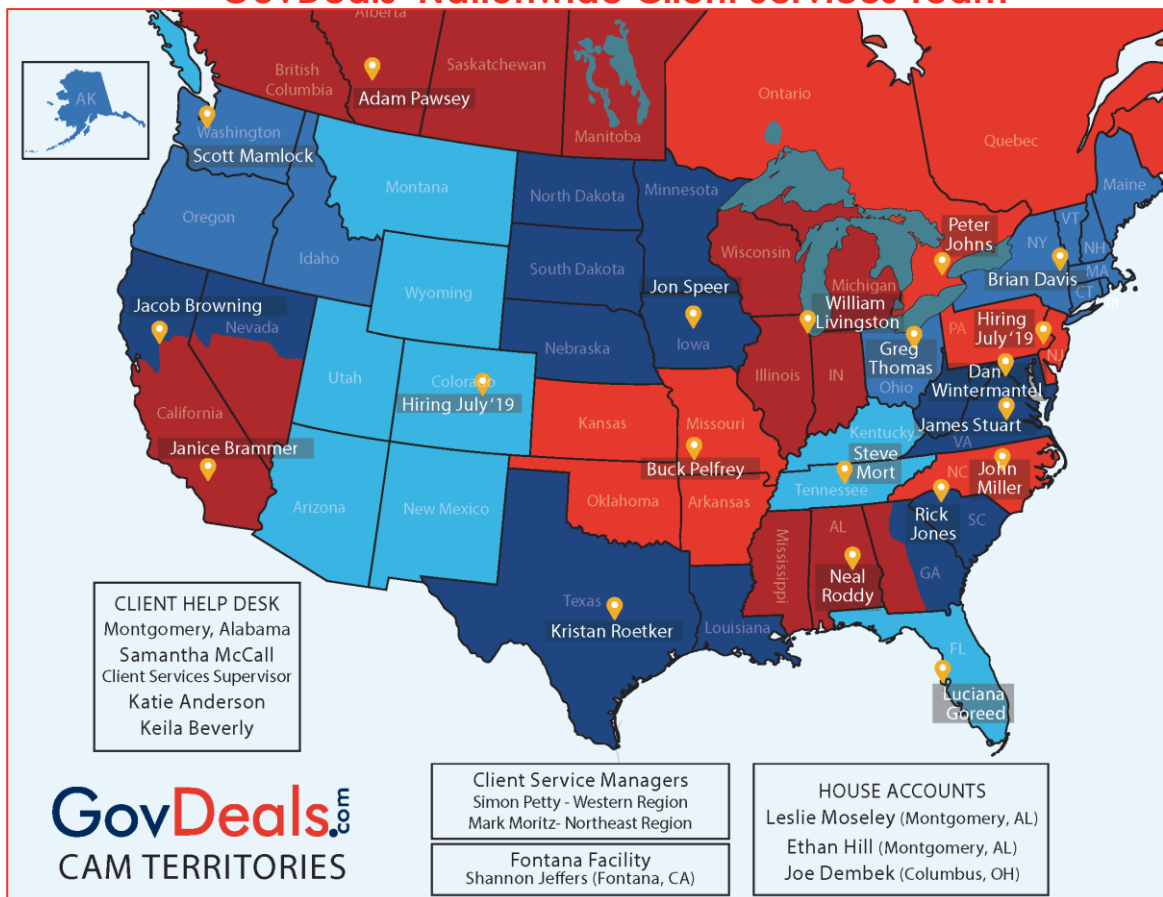 GovDeals' Nationwide Client Services Team
Alberta
British
Columbia
Saskatchewan
Adam Pawsey
Manitoba
Ontario
Quebec
AK
Washington
Scott Mamlock
Oregon
Idaho
Montana
Wyoming
North Dakota
South Dakota
Nebraska
Minnesota
Jon Speer
Iowa
Wisconsin
Michigan
William
Livingston
Illinois
IN
Peter
Johns
Greg
Thomas
Ohio
Maine
VT
NH
NY
MA
CT
RI
Brian Davis
PA
Hiring
July '19
NJ
Dan
Wintermantel
James Stuart
VA
Jacob Browning
Nevada
California
Janice Brammer
Utah
Colorado
Hiring July '19
Arizona
New Mexico
Kansas
Missouri
Buck Pelfrey
Oklahoma
Arkansas
Kentucky
Steve
Mort
Tennessee
NC
John
Miller
Rick
Jones
SC
GA
Mississippi
AL
Neal
Roddy
Texas
Kristan Roetker
Louisiana
FL
Luciana
Goreed
CLIENT HELP DESK
Montgomery, Alabama
Samantha McCall
Client Services Supervisor
Katie Anderson
Keila Beverly
GovDeals.com
CAM TERRITORIES
Client Service Managers
Simon Petty - Western Region
Mark Moritz- Northeast Region
Fontana Facility
Shannon Jeffers (Fontana, CA)
HOUSE ACCOUNTS
Leslie Moseley (Montgomery, AL)
Ethan Hill (Montgomery, AL)
Joe Dembek (Columbus, OH)